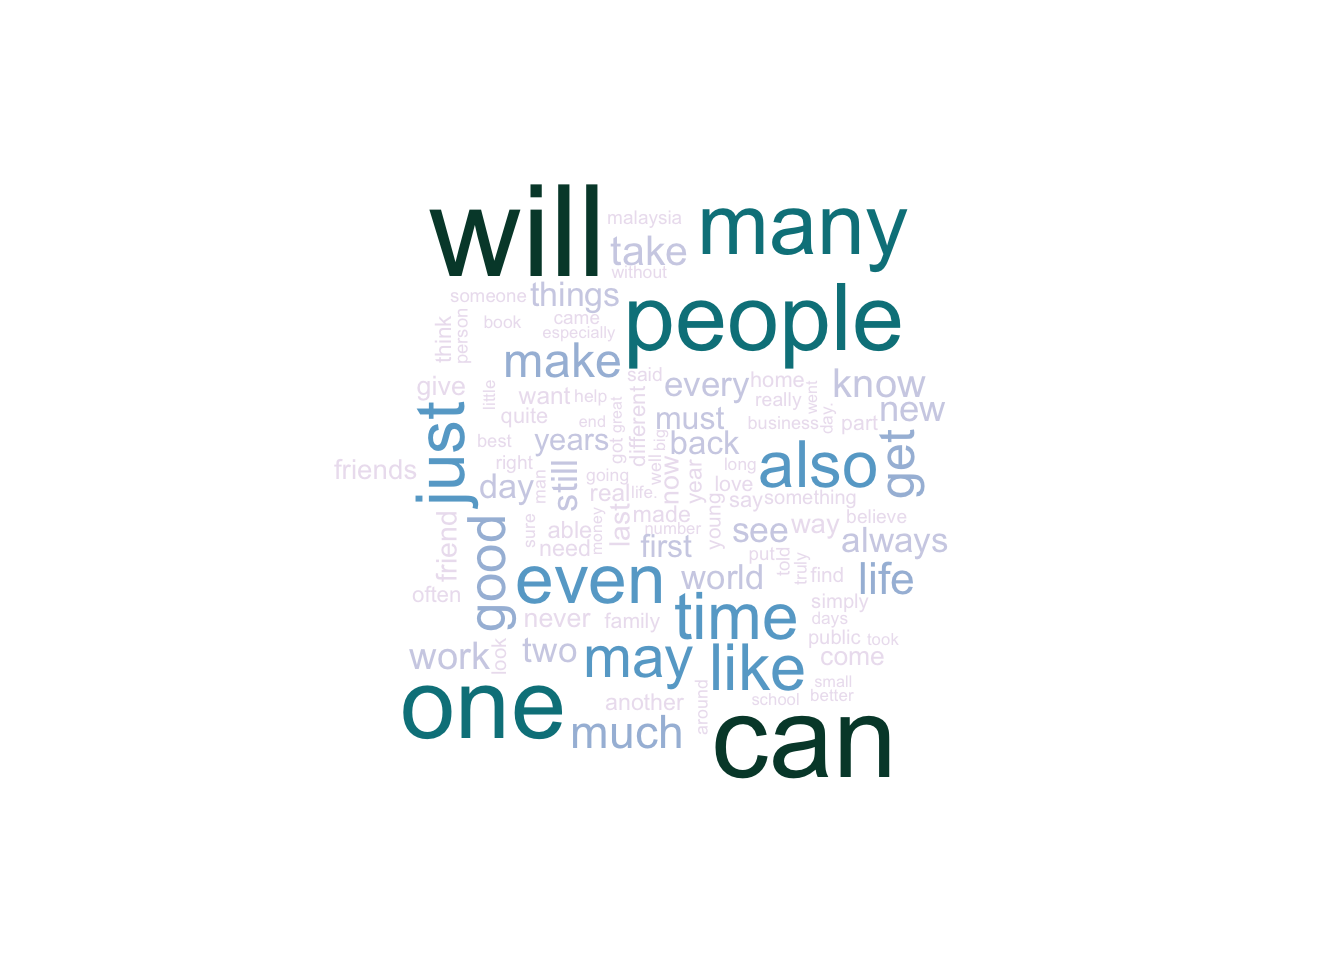 will
malaysia
many
take
without
someone
things
people
think
person
book
came
especially
make
said
give
little
want
help
every
home
know
really
went
day.
new
just
quite
end
got
great
different
must
business
part
get
best
years
big
back
also
friends
right
man
day
still
going
well
now
year
long
real
life.
love
say
something
friend
good
sure
able
money
last
made
number
young
need
first
see
way
believe
always
put
told
truly
find
even
world
life
often
never
family
time
simply
days
public
took
work
look
two
may
like
come
small
better
one
another
around
school
much
can